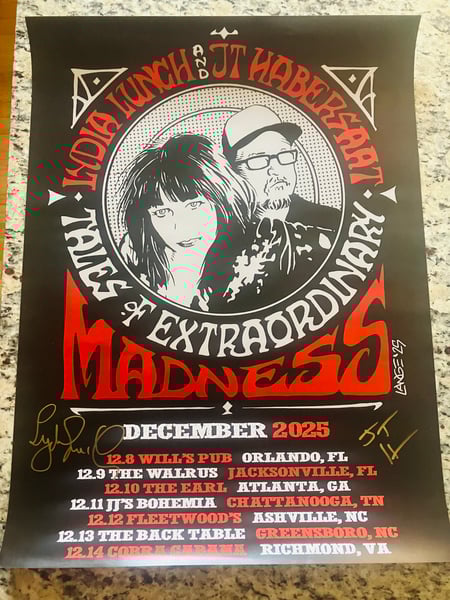 LYDIA LUNCH AND JT HABERSAAT
TALES of EXTRAORDINARY
MADNESS
LANGE '25
DECEMBER 2025
12.8 WILL'S PUB ORLANDO, FL
12.9 THE WALRUS JACKSONVILLE, FL
12.10 THE EARL ATLANTA, GA
12.11 JJ'S BOHEMIA CHATTANOOGA, TN
12.12 FLEETWOOD'S ASHVILLE, NC
12.13 THE BACK TABLE GREENSBORO, NC
12.14 COBRA CABANA RICHMOND, VA
JT H